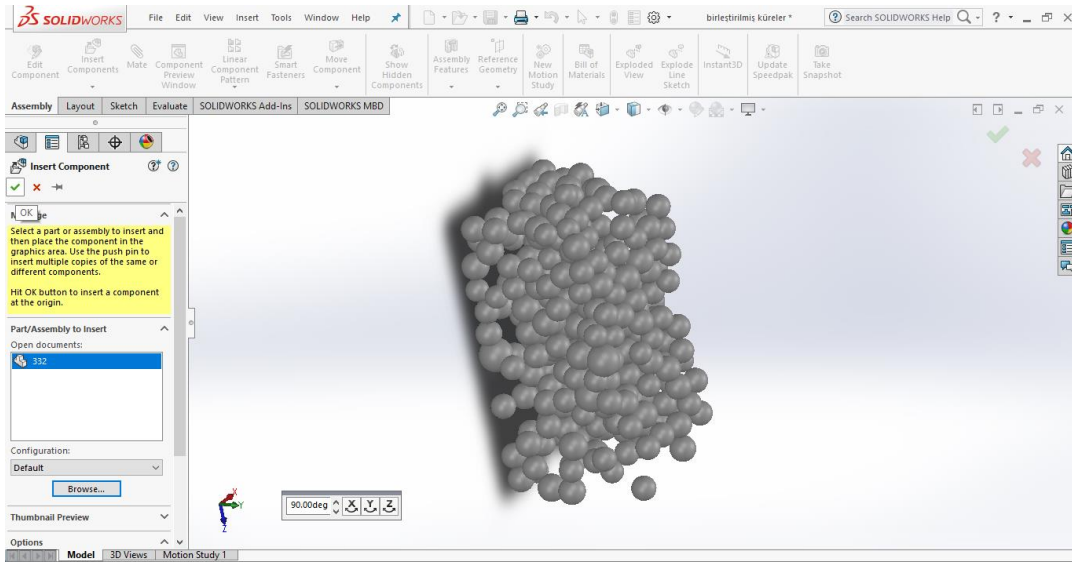 SOLIDWORKS File Edit View Insert Tools Window Help birleştirilmiş küreler * Search SOLIDWORKS Help
Edit Component
Insert Components
Mate
Component Preview Window
Linear Component Pattern
Smart Fasteners
Move Component
Show Hidden Components
Assembly Features
Reference Geometry
New Motion Study
Bill of Materials
Exploded View
Explode Line Sketch
Instant3D
Update Speedpak
Take Snapshot
Assembly Layout Sketch Evaluate SOLIDWORKS Add-Ins SOLIDWORKS MBD
Insert Component
OK
Select a part or assembly to insert and
then place the component in the
graphics area. Use the push pin to
insert multiple copies of the same or
different components.
Hit OK button to insert a component
at the origin.
Part/Assembly to Insert
Open documents:
332
Configuration:
Default
Browse...
Thumbnail Preview
Options
X
Y
Z
90.00deg X Y Z
Model 3D Views Motion Study 1